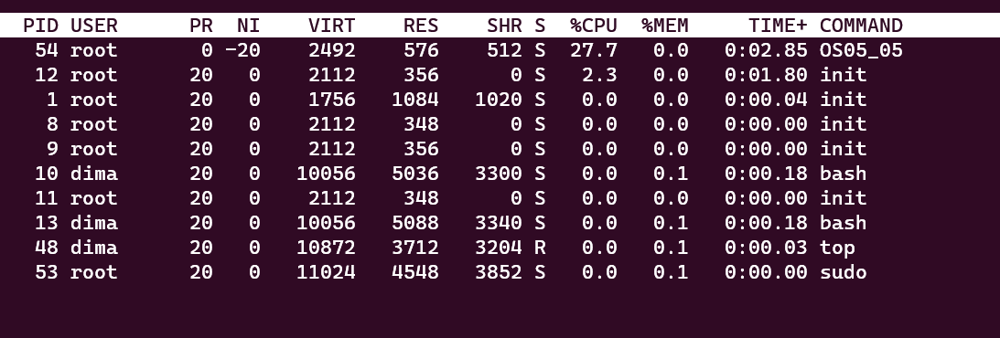 PID USER PR NI VIRT RES SHR S %CPU %MEM TIME+ COMMAND
54 root 0 -20 2492 576 512 S 27.7 0.0 0:02.85 OS05_05
12 root 20 0 2112 356 0 S 2.3 0.0 0:01.80 init
1 root 20 0 1756 1084 1020 S 0.0 0.0 0:00.04 init
8 root 20 0 2112 348 0 S 0.0 0.0 0:00.00 init
9 root 20 0 2112 356 0 S 0.0 0.0 0:00.00 init
10 dima 20 0 10056 5036 3300 S 0.0 0.1 0:00.18 bash
11 root 20 0 2112 348 0 S 0.0 0.0 0:00.00 init
13 dima 20 0 10056 5088 3340 S 0.0 0.1 0:00.18 bash
48 dima 20 0 10872 3712 3204 R 0.0 0.1 0:00.03 top
53 root 20 0 11024 4548 3852 S 0.0 0.1 0:00.00 sudo